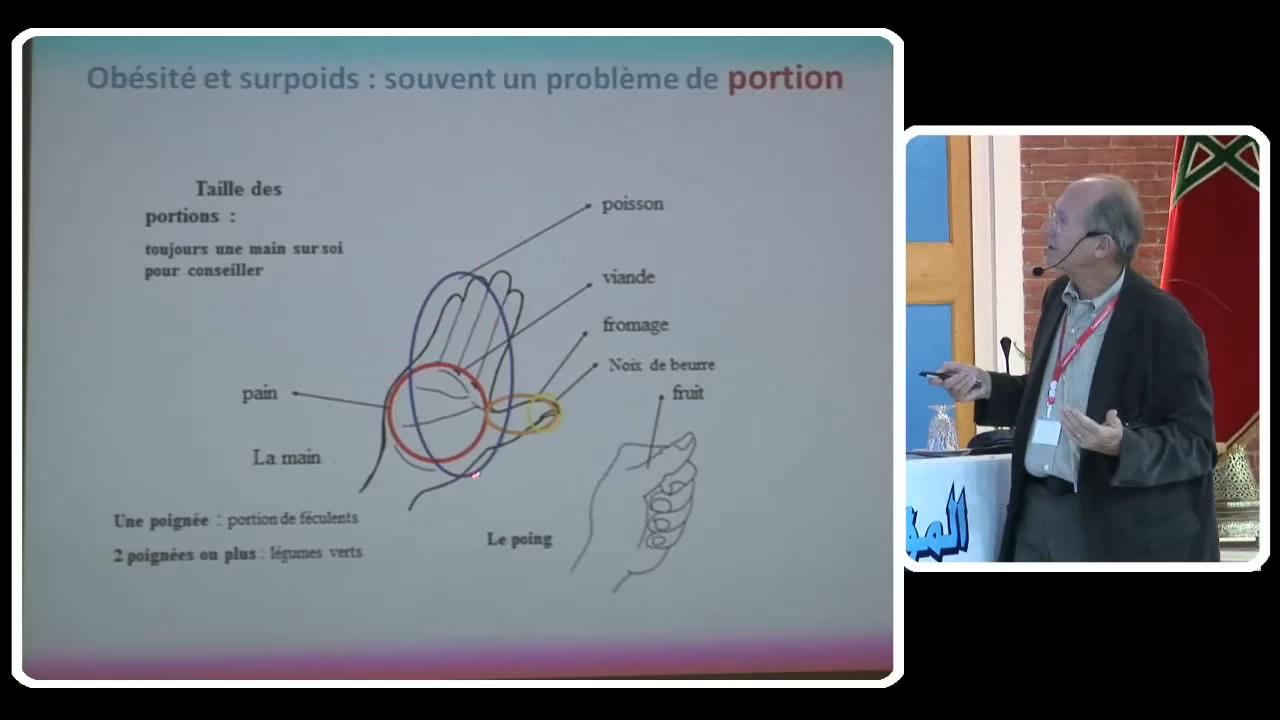 Obésité et surpoids : souvent un problème de portion
Taille des
portions :
toujours une main sur soi
pour conseiller
poisson
viande
fromage
Noix de beurre
fruit
pain
La main
Une poignée : portion de féculents
2 poignées ou plus : légumes verts
Le poing
المؤ